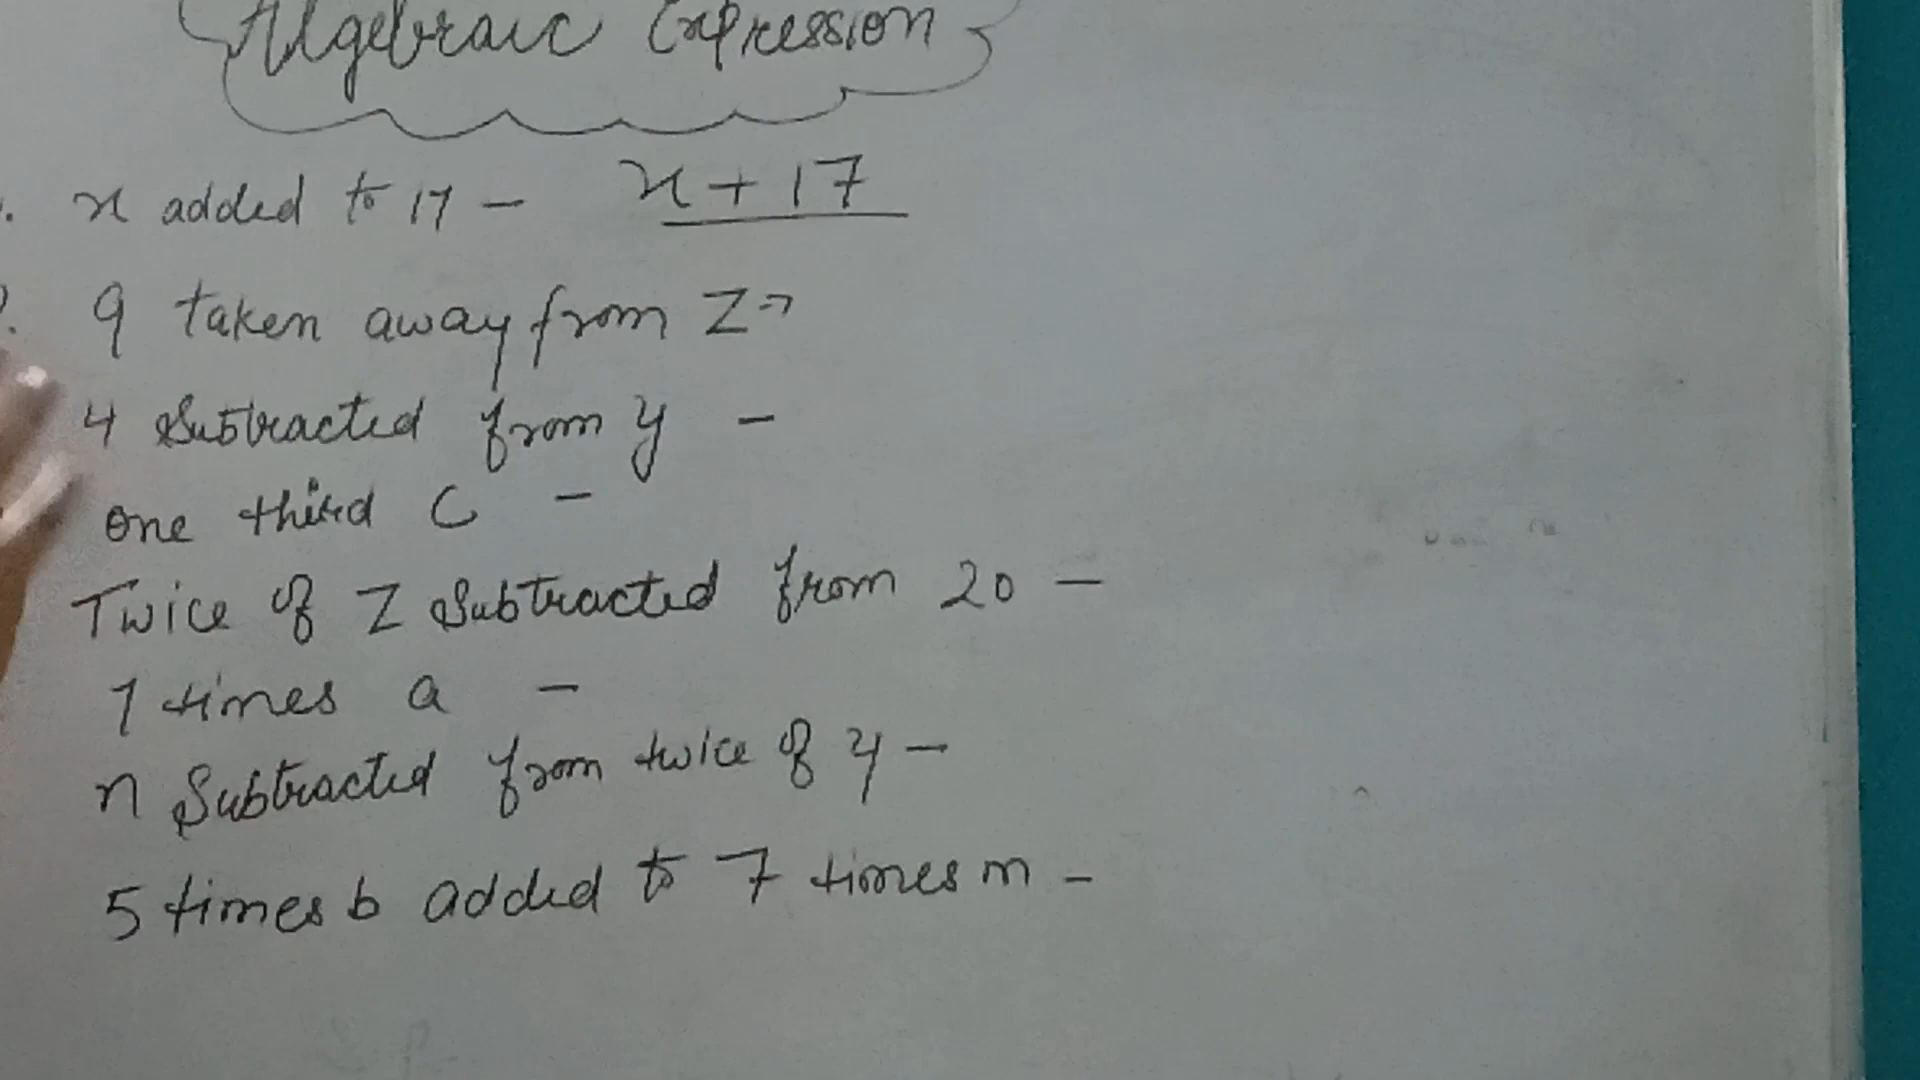 Algebraic Expression
x added to 17 - x + 17
9 taken away from Z →
4 Subtracted from y -
One third C -
Twice of Z Subtracted from 20 -
7 times a -
n Subtracted from twice of y -
5 times b added to 7 times m -